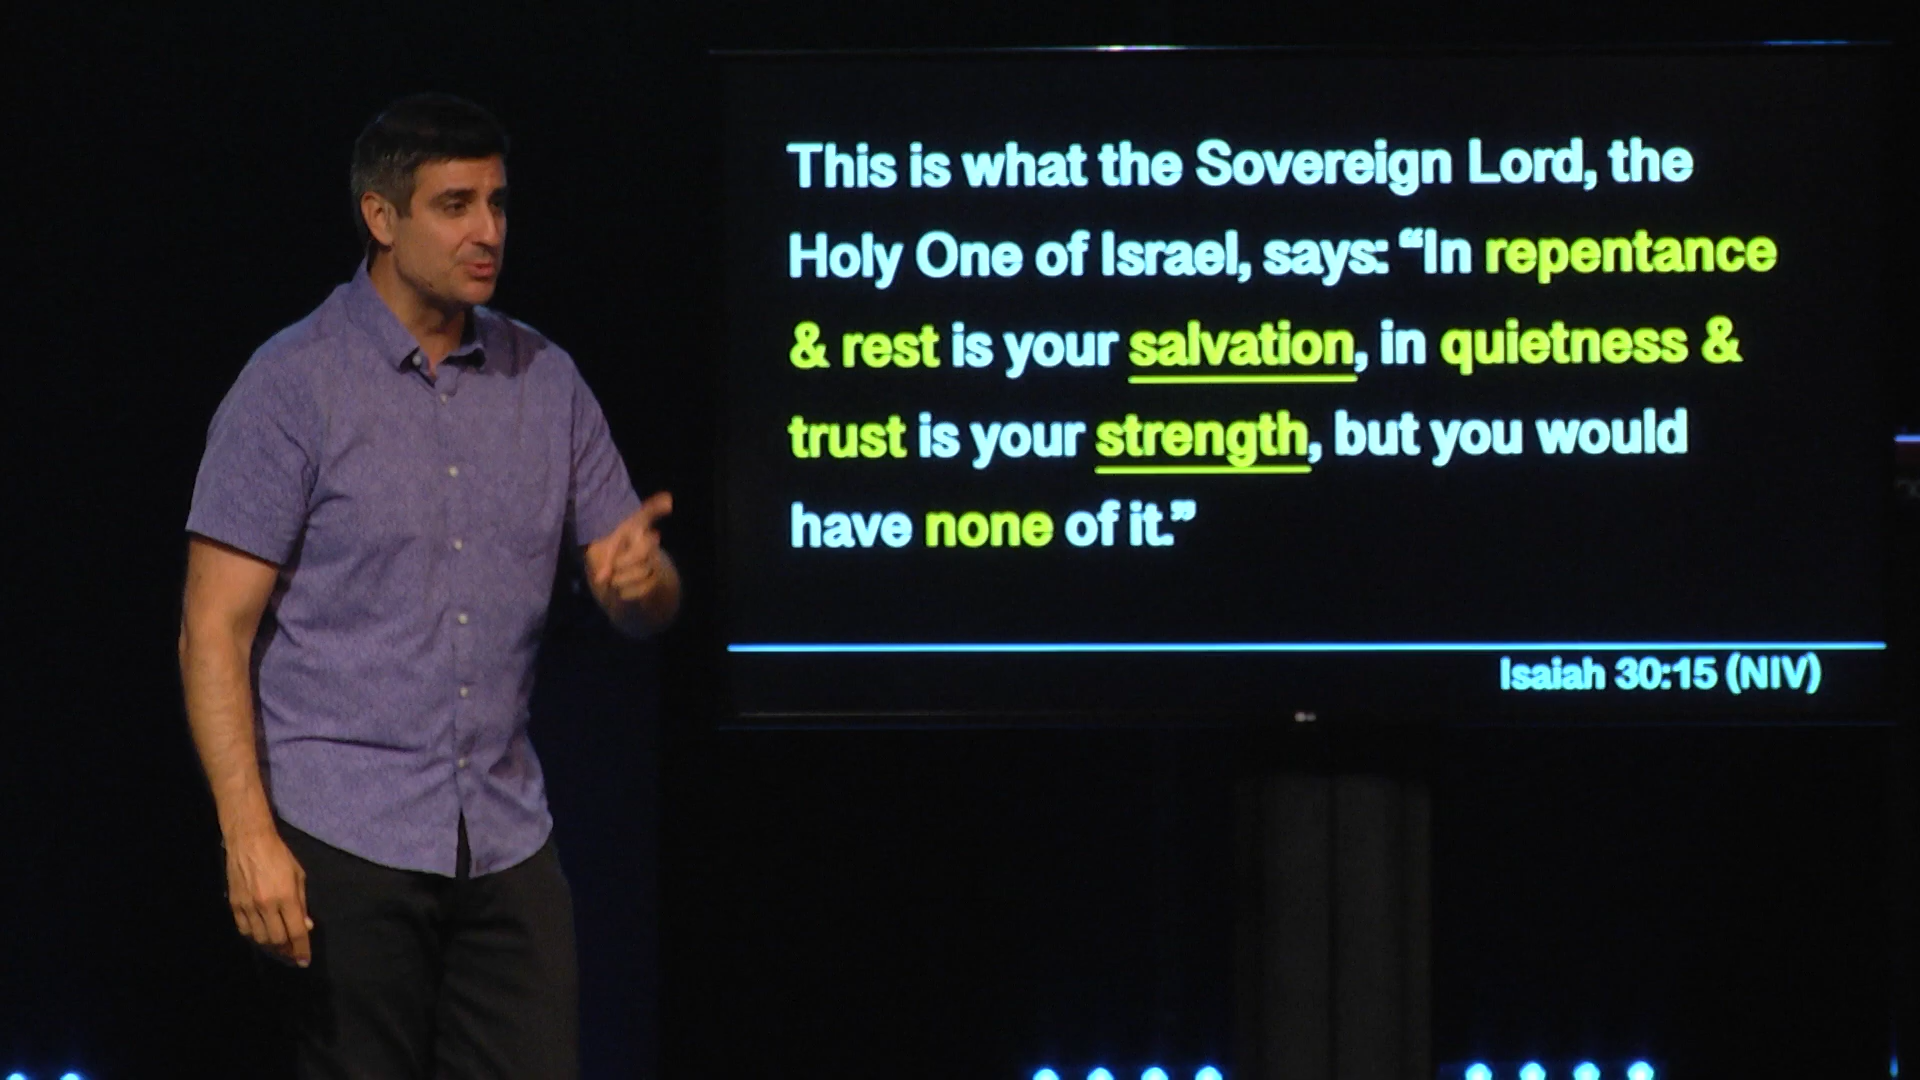 This is what the Sovereign Lord, the
Holy One of Israel, says: “In repentance
& rest is your salvation, in quietness &
trust is your strength, but you would
have none of it.”
Isaiah 30:15 (NIV)